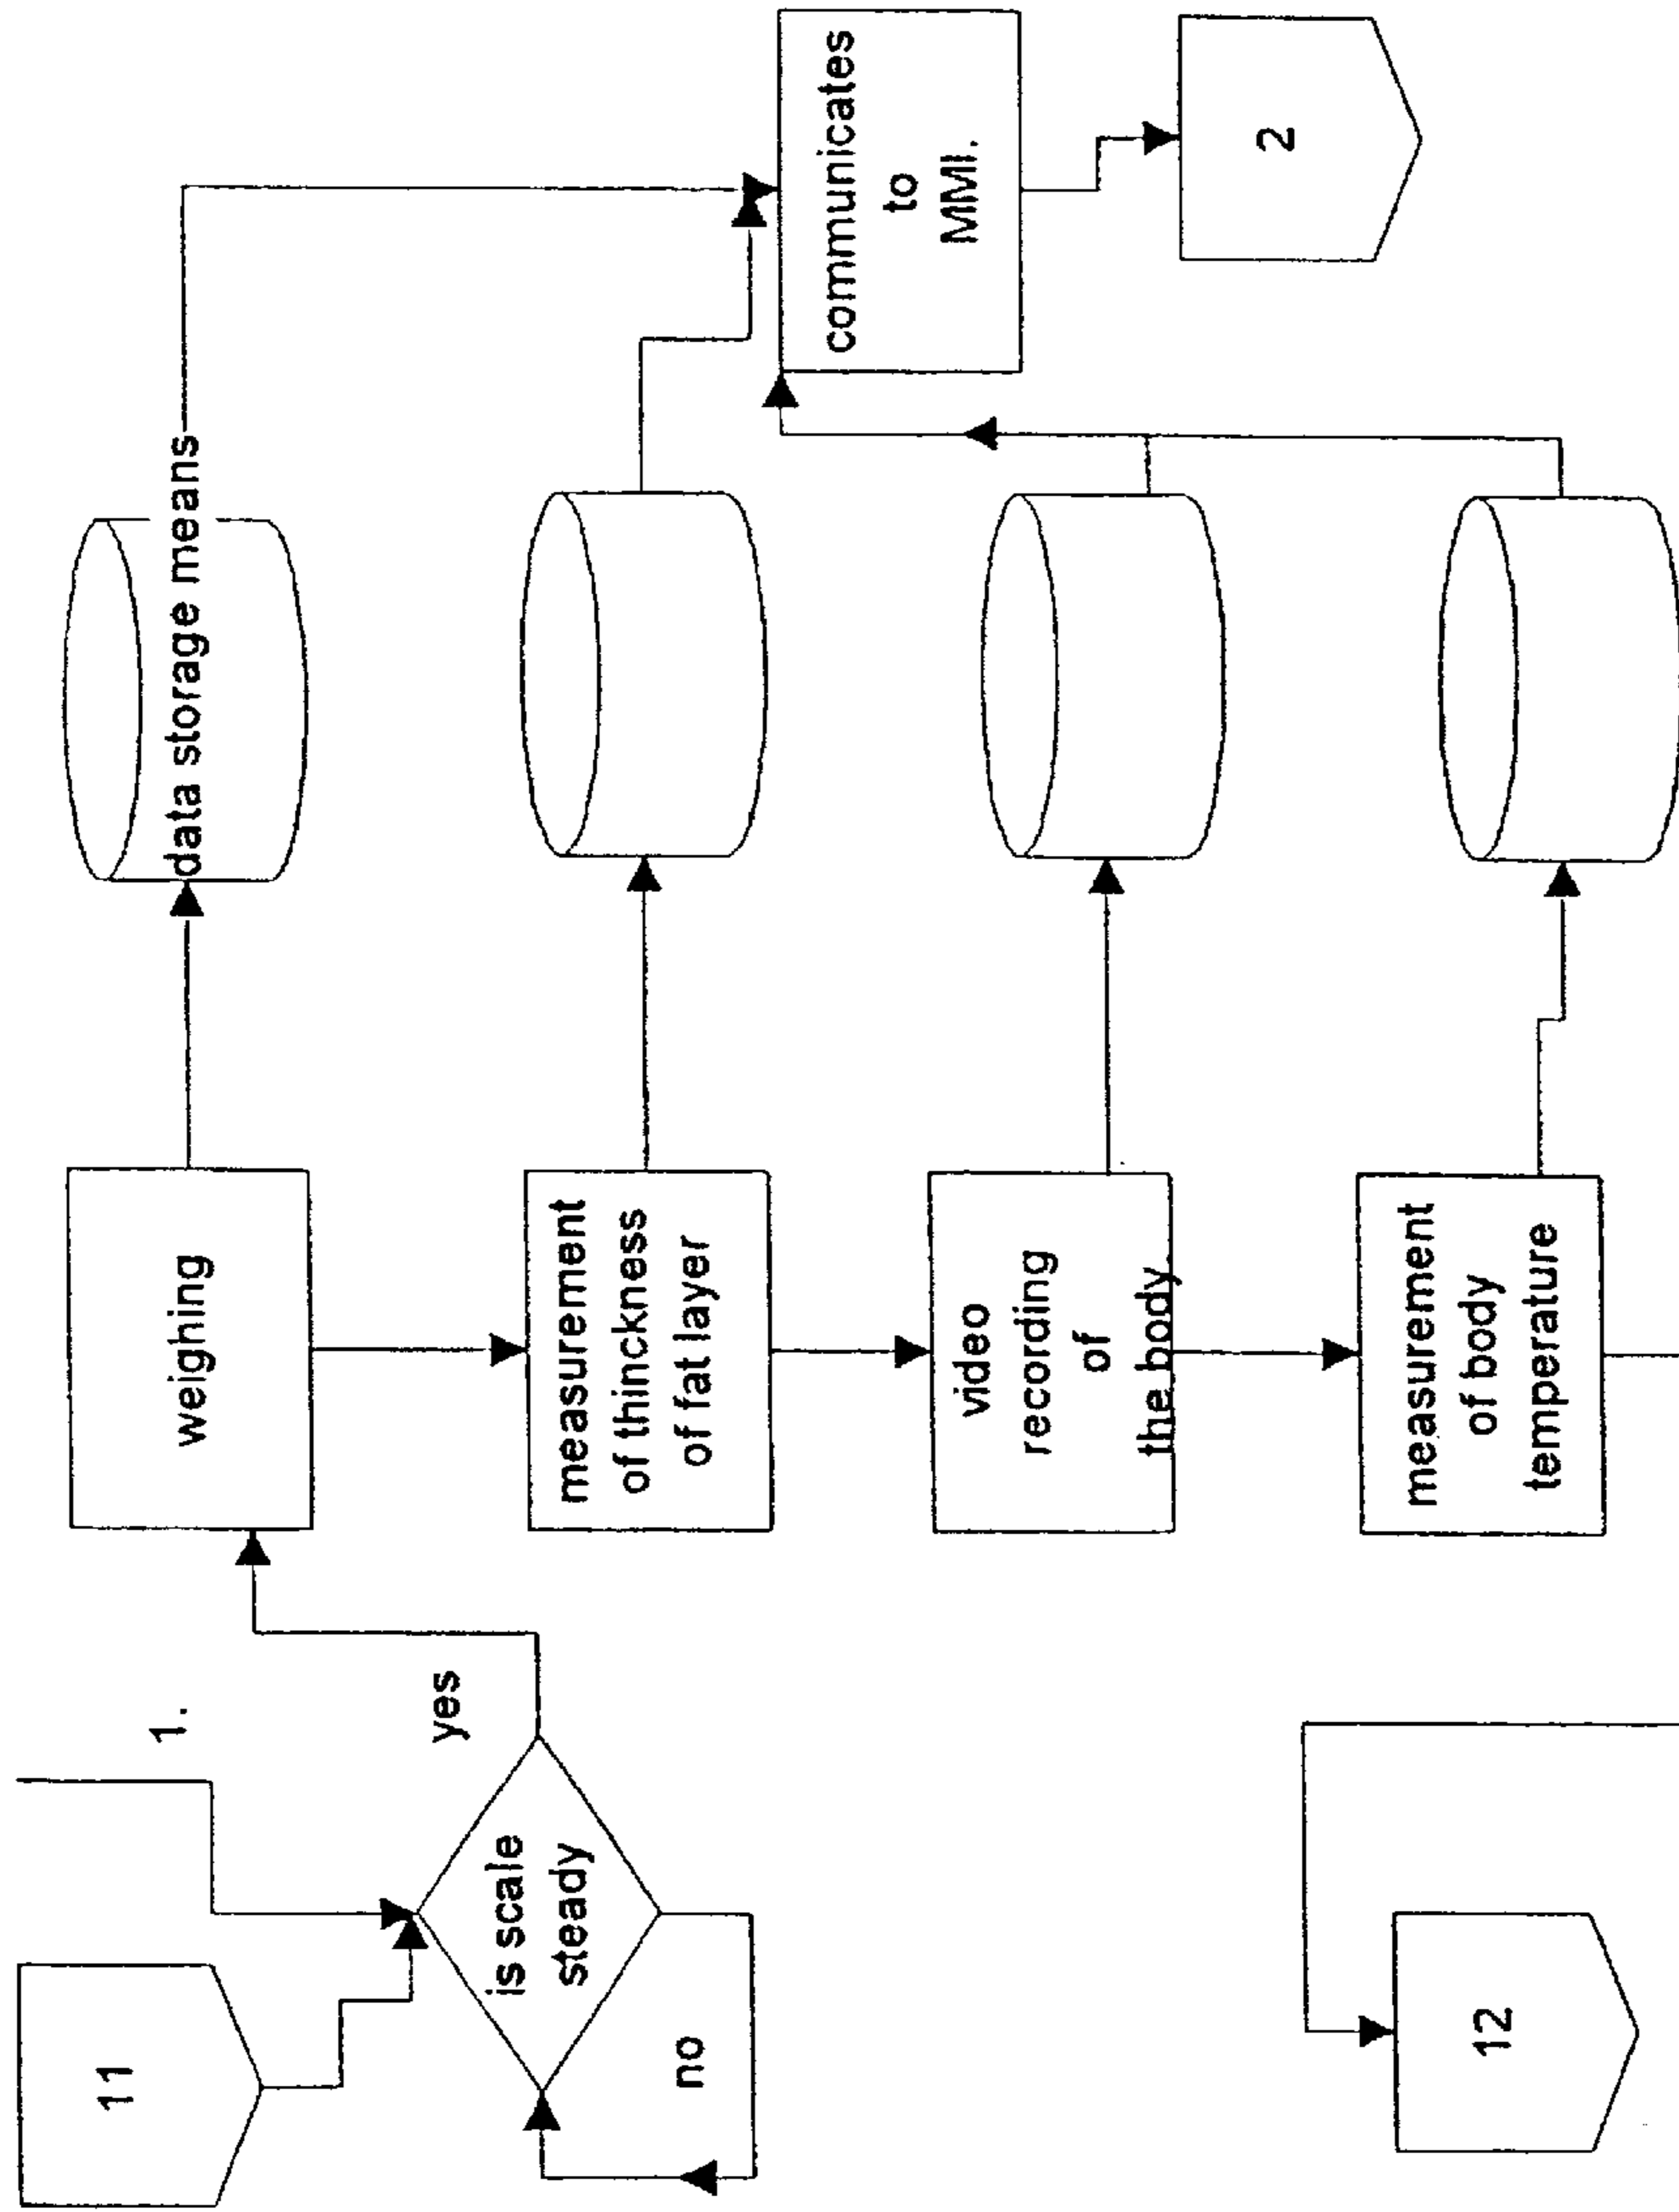 11
1.
is scale
steady
yes
no
weighing
data storage means
measurement
of thinckness
of fat layer
video
recording
of
the body
measurement
of body
temperature
communicates
to
MMI.
2
12